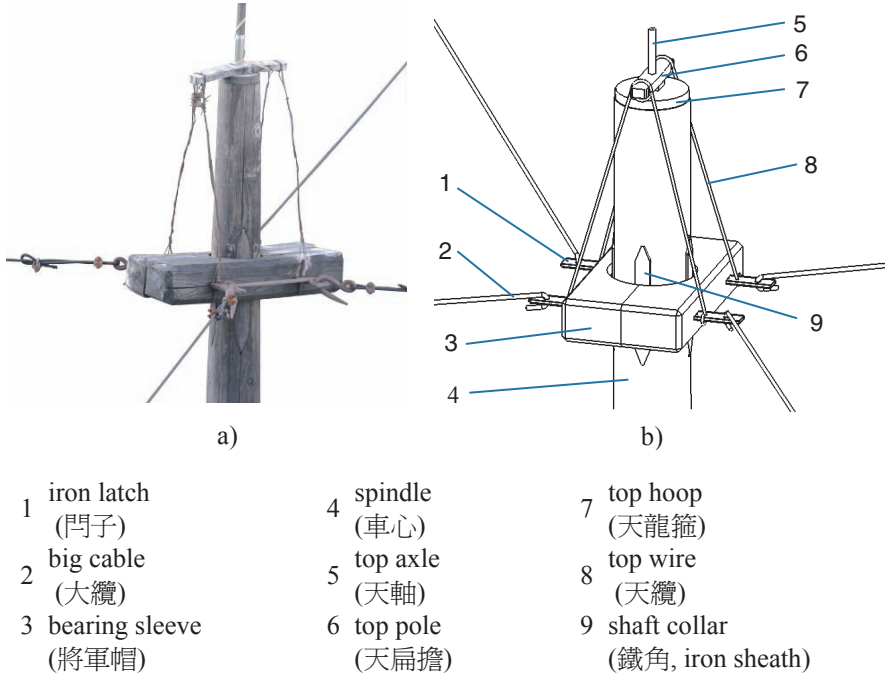 5
6
7
8
1
2
3
4
9
a)
b)
1 iron latch
(閂子)
2 big cable
(大纜)
3 bearing sleeve
(將軍帽)
4 spindle
(車心)
5 top axle
(天軸)
6 top pole
(天扁擔)
7 top hoop
(天龍箍)
8 top wire
(天纜)
9 shaft collar
(鐵角, iron sheath)